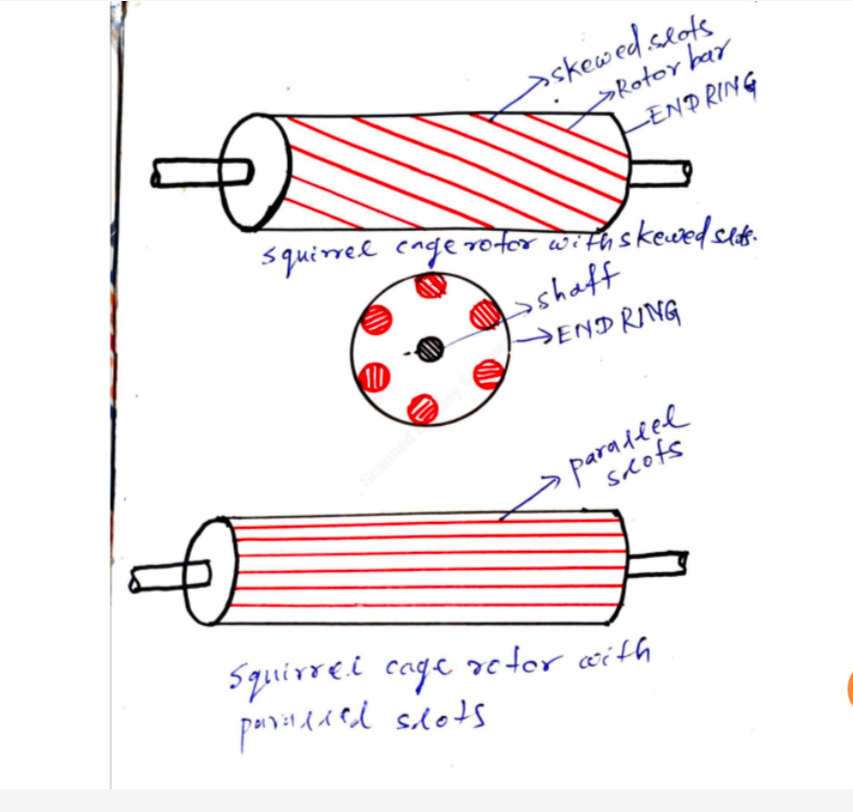 skewed slots
Rotor bar
END RING
squirrel cage rotor with skewed slots.
shaft
END RING
parallel
slots
squirrel cage rotor with
parallel slots